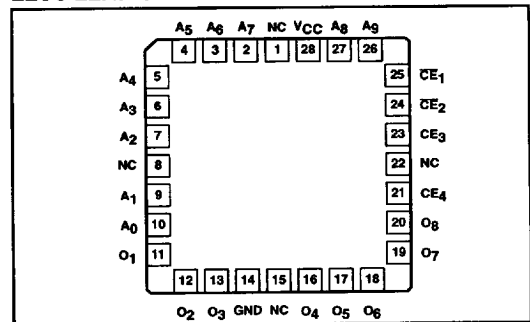 A5 A6 A7 NC VCC A8 A9
4 3 2 1 28 27 26
A4 5 25 CE1
A3 6 24 CE2
A2 7 23 CE3
NC 8 22 NC
A1 9 21 CE4
A0 10 20 O8
O1 11 19 O7
12 13 14 15 16 17 18
O2 O3 GND NC O4 O5 O6